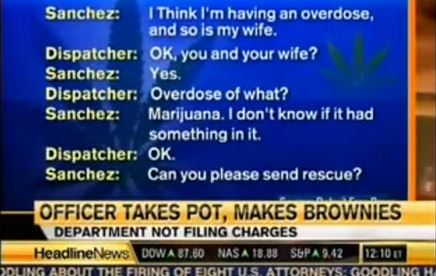 Sanchez: I Think I'm having an overdose,
and so is my wife.
Dispatcher: OK, you and your wife?
Sanchez: Yes.
Dispatcher: Overdose of what?
Sanchez: Marijuana. I don't know if it had
something in it.
Dispatcher: OK.
Sanchez: Can you please send rescue?
OFFICER TAKES POT, MAKES BROWNIES
DEPARTMENT NOT FILING CHARGES
HeadlineNews DOW▲87.60 NAS▲18.88 S&P▲9.42 12:10 ET
ABOUT THE FIRING OF EIGHT U.S. ATTORNEYS: GOODLING